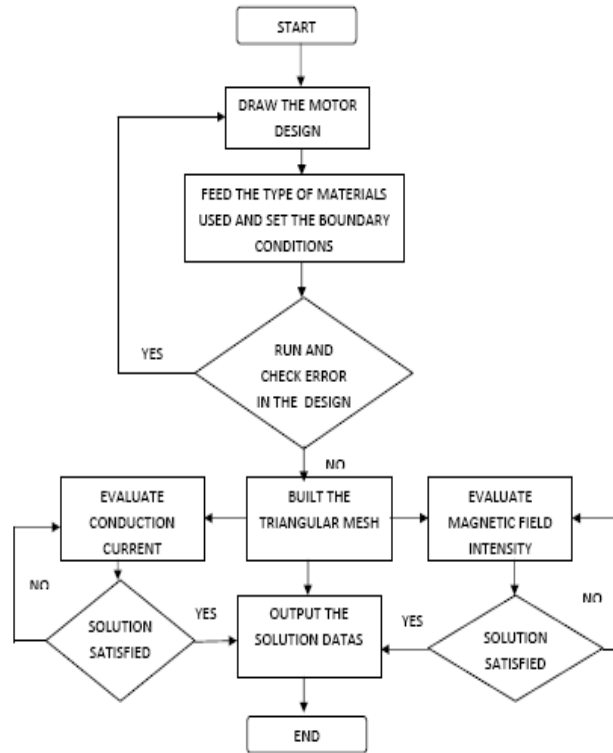 START
DRAW THE MOTOR
DESIGN
FEED THE TYPE OF MATERIALS
USED AND SET THE BOUNDARY
CONDITIONS
YES
RUN AND
CHECK ERROR
IN THE DESIGN
NO
EVALUATE
CONDUCTION
CURRENT
BUILT THE
TRIANGULAR MESH
EVALUATE
MAGNETIC FIELD
INTENSITY
NO
SOLUTION
SATISFIED
YES
OUTPUT THE
SOLUTION DATAS
YES
SOLUTION
SATISFIED
NO
END